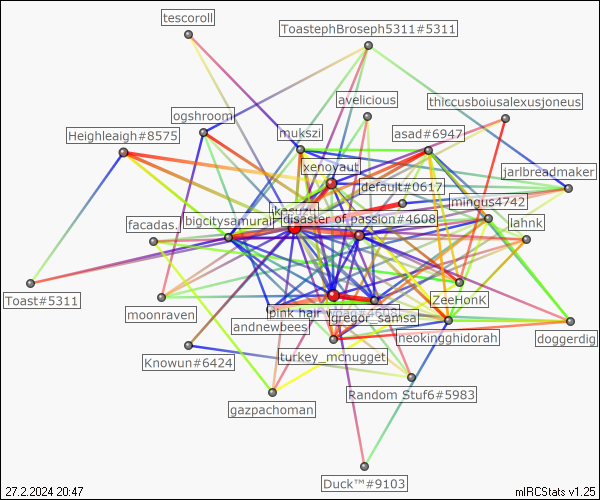 tescoroll
ToastephBroseph5311#5311
avelicious
thiccusboiusalexusjoneus
ogshroom
mukszi
asad#6947
Heighleaigh#8575
xenoyaut
jarlbreadmaker
default#0617
mingus4742
ikasuzu
bigcitysamurai
disaster of passion#4608
lahnk
facadas.
Toast#5311
moonraven
ZeeHonk
pink hair
gregor_samsa
andnewbees
neokingghidorah
doggerdig
turkey_mcnugget
Knowun#6424
Random Stuf6#5983
gazpachoman
Duck™#9103
27.2.2024 20:47
mIRCStats v1.25